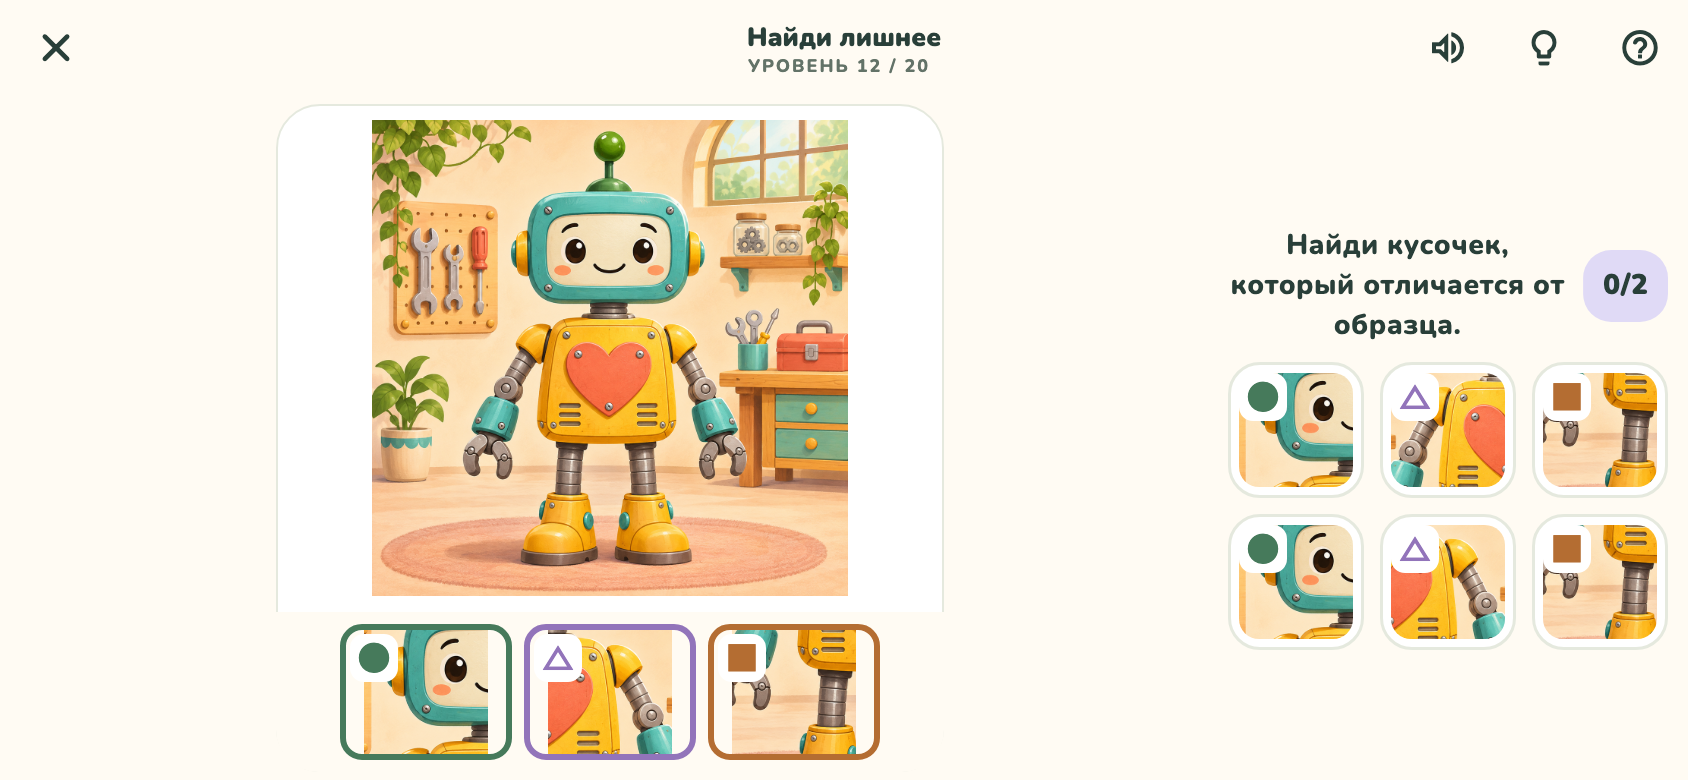 Найди лишнее
УРОВЕНЬ 12 / 20
Найди кусочек,
который отличается от
образца.
0/2